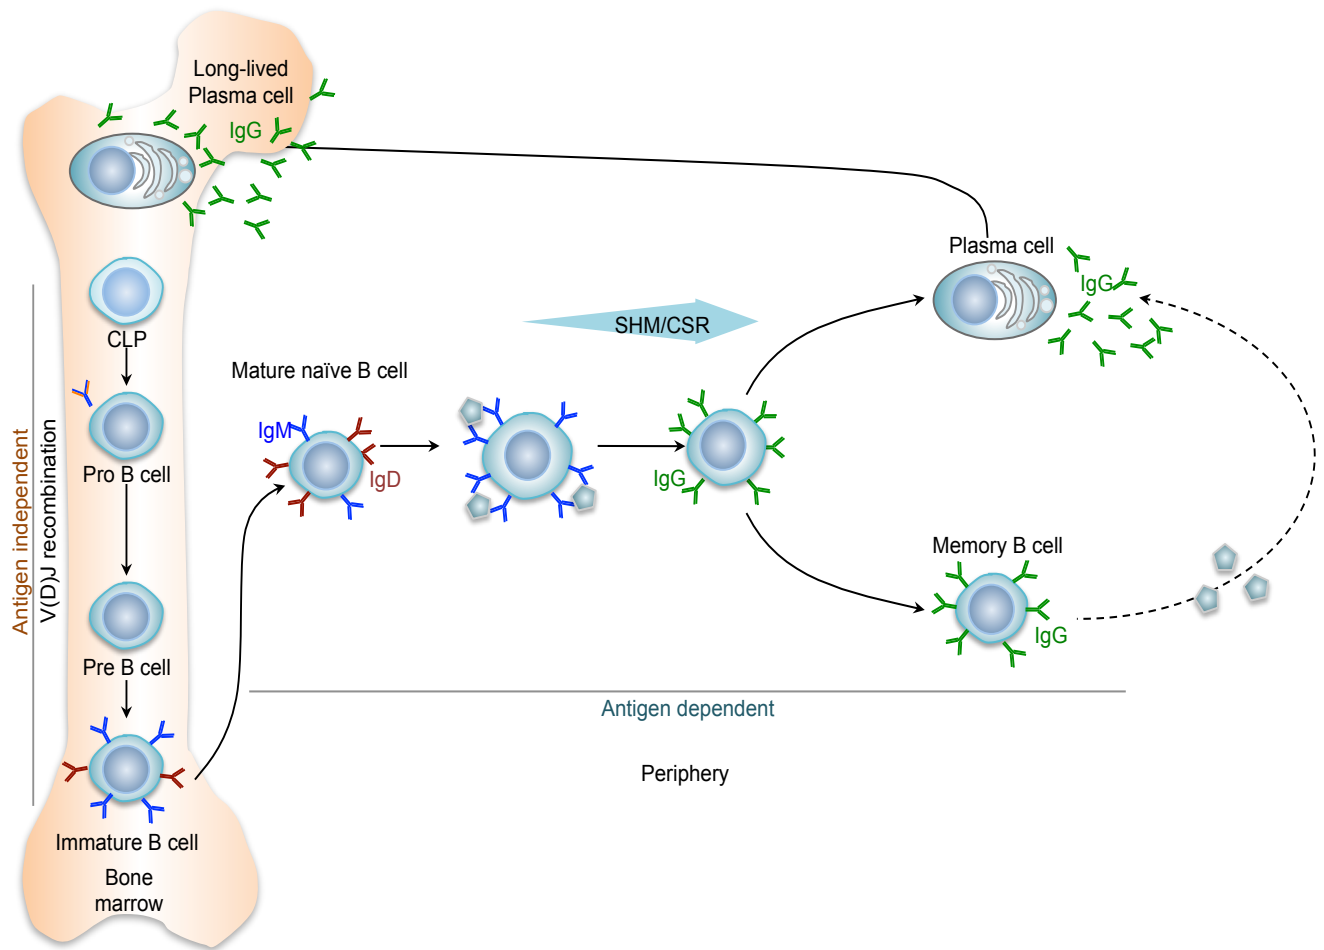 Long-lived
Plasma cell
IgG
CLP
Pro B cell
Pre B cell
Immature B cell
Bone
marrow
Antigen independent
V(D)J recombination
Mature naïve B cell
IgM
IgD
SHM/CSR
IgG
Plasma cell
IgG
Memory B cell
IgG
Antigen dependent
Periphery